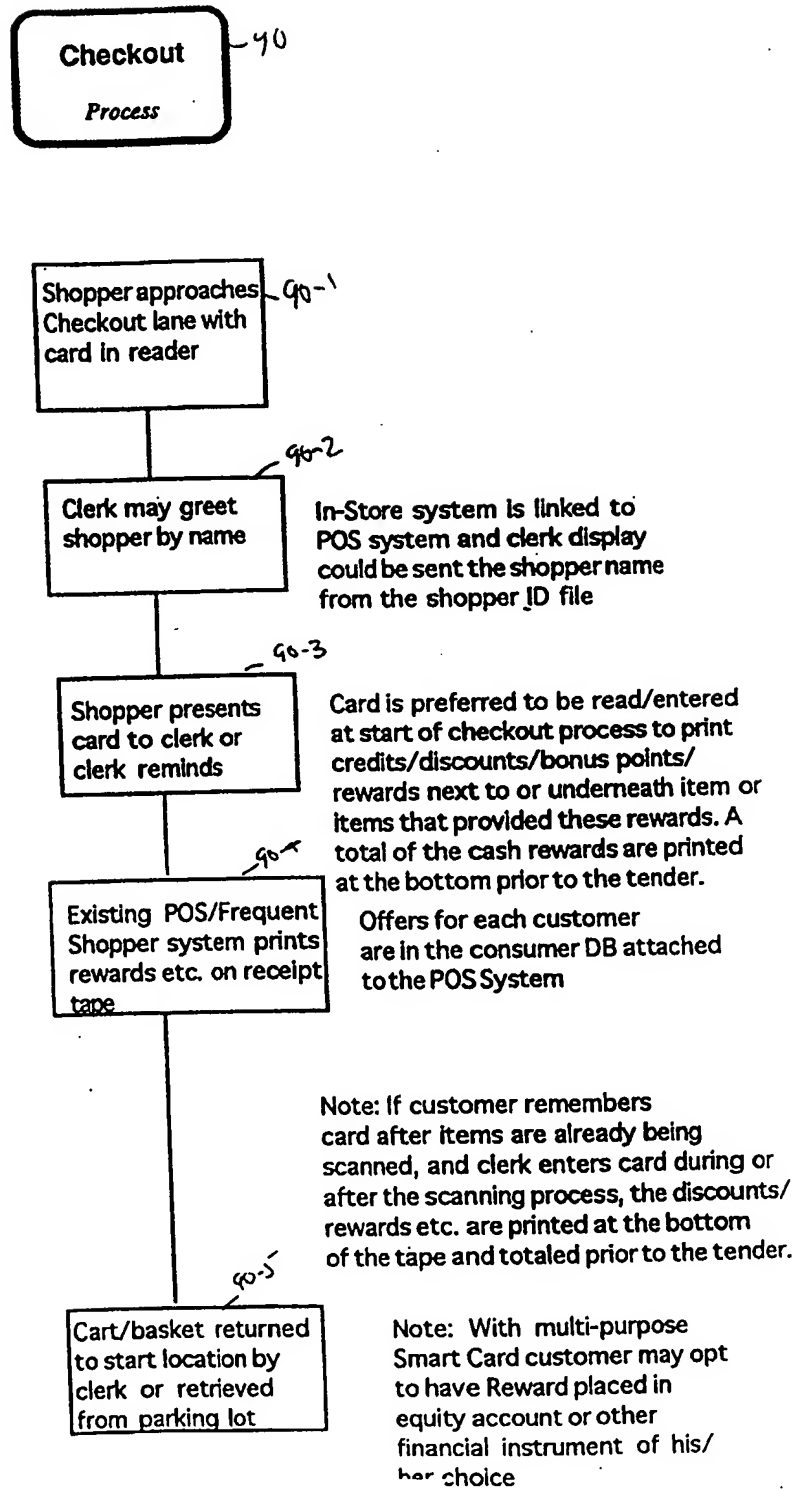 Checkout
90
Process
Shopper approaches
Checkout lane with
card in reader
90-1
90-2
Clerk may greet
shopper by name
In-Store system is linked to
POS system and clerk display
could be sent the shopper name
from the shopper ID file
90-3
Shopper presents
card to clerk or
clerk reminds
Card is preferred to be read/entered
at start of checkout process to print
credits/discounts/bonus points/
rewards next to or underneath item or
items that provided these rewards. A
total of the cash rewards are printed
at the bottom prior to the tender.
90-4
Existing POS/Frequent
Shopper system prints
rewards etc. on receipt
tape
Offers for each customer
are in the consumer DB attached
to the POS System
Note: If customer remembers
card after items are already being
scanned, and clerk enters card during or
after the scanning process, the discounts/
rewards etc. are printed at the bottom
of the tape and totaled prior to the tender.
90-5
Cart/basket returned
to start location by
clerk or retrieved
from parking lot
Note: With multi-purpose
Smart Card customer may opt
to have Reward placed in
equity account or other
financial instrument of his/
her choice